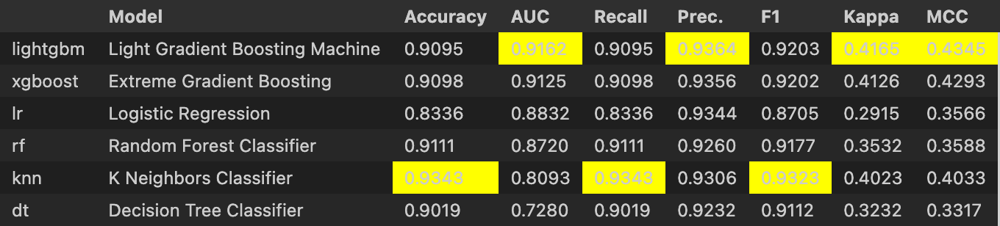 Model Accuracy AUC Recall Prec. F1 Kappa MCC
lightgbm Light Gradient Boosting Machine 0.9095 0.9162 0.9095 0.9364 0.9203 0.4165 0.4345
xgboost Extreme Gradient Boosting 0.9098 0.9125 0.9098 0.9356 0.9202 0.4126 0.4293
lr Logistic Regression 0.8336 0.8832 0.8336 0.9344 0.8705 0.2915 0.3566
rf Random Forest Classifier 0.9111 0.8720 0.9111 0.9260 0.9177 0.3532 0.3588
knn K Neighbors Classifier 0.9343 0.8093 0.9343 0.9306 0.9323 0.4023 0.4033
dt Decision Tree Classifier 0.9019 0.7280 0.9019 0.9232 0.9112 0.3232 0.3317